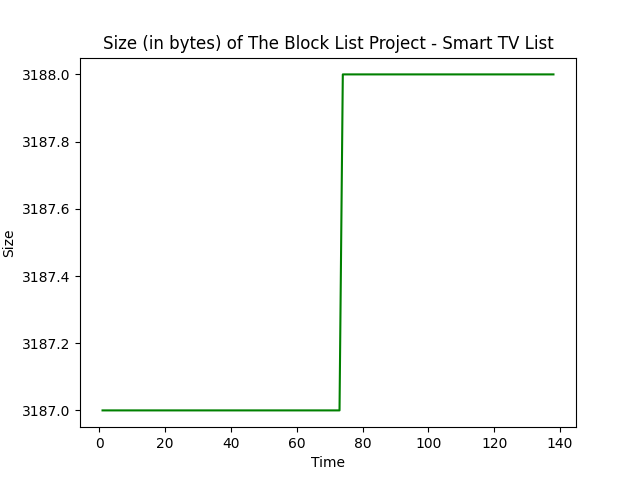 Size (in bytes) of The Block List Project - Smart TV List
3188.0
3187.8
3187.6
3187.4
3187.2
3187.0
Size
0 20 40 60 80 100 120 140
Time